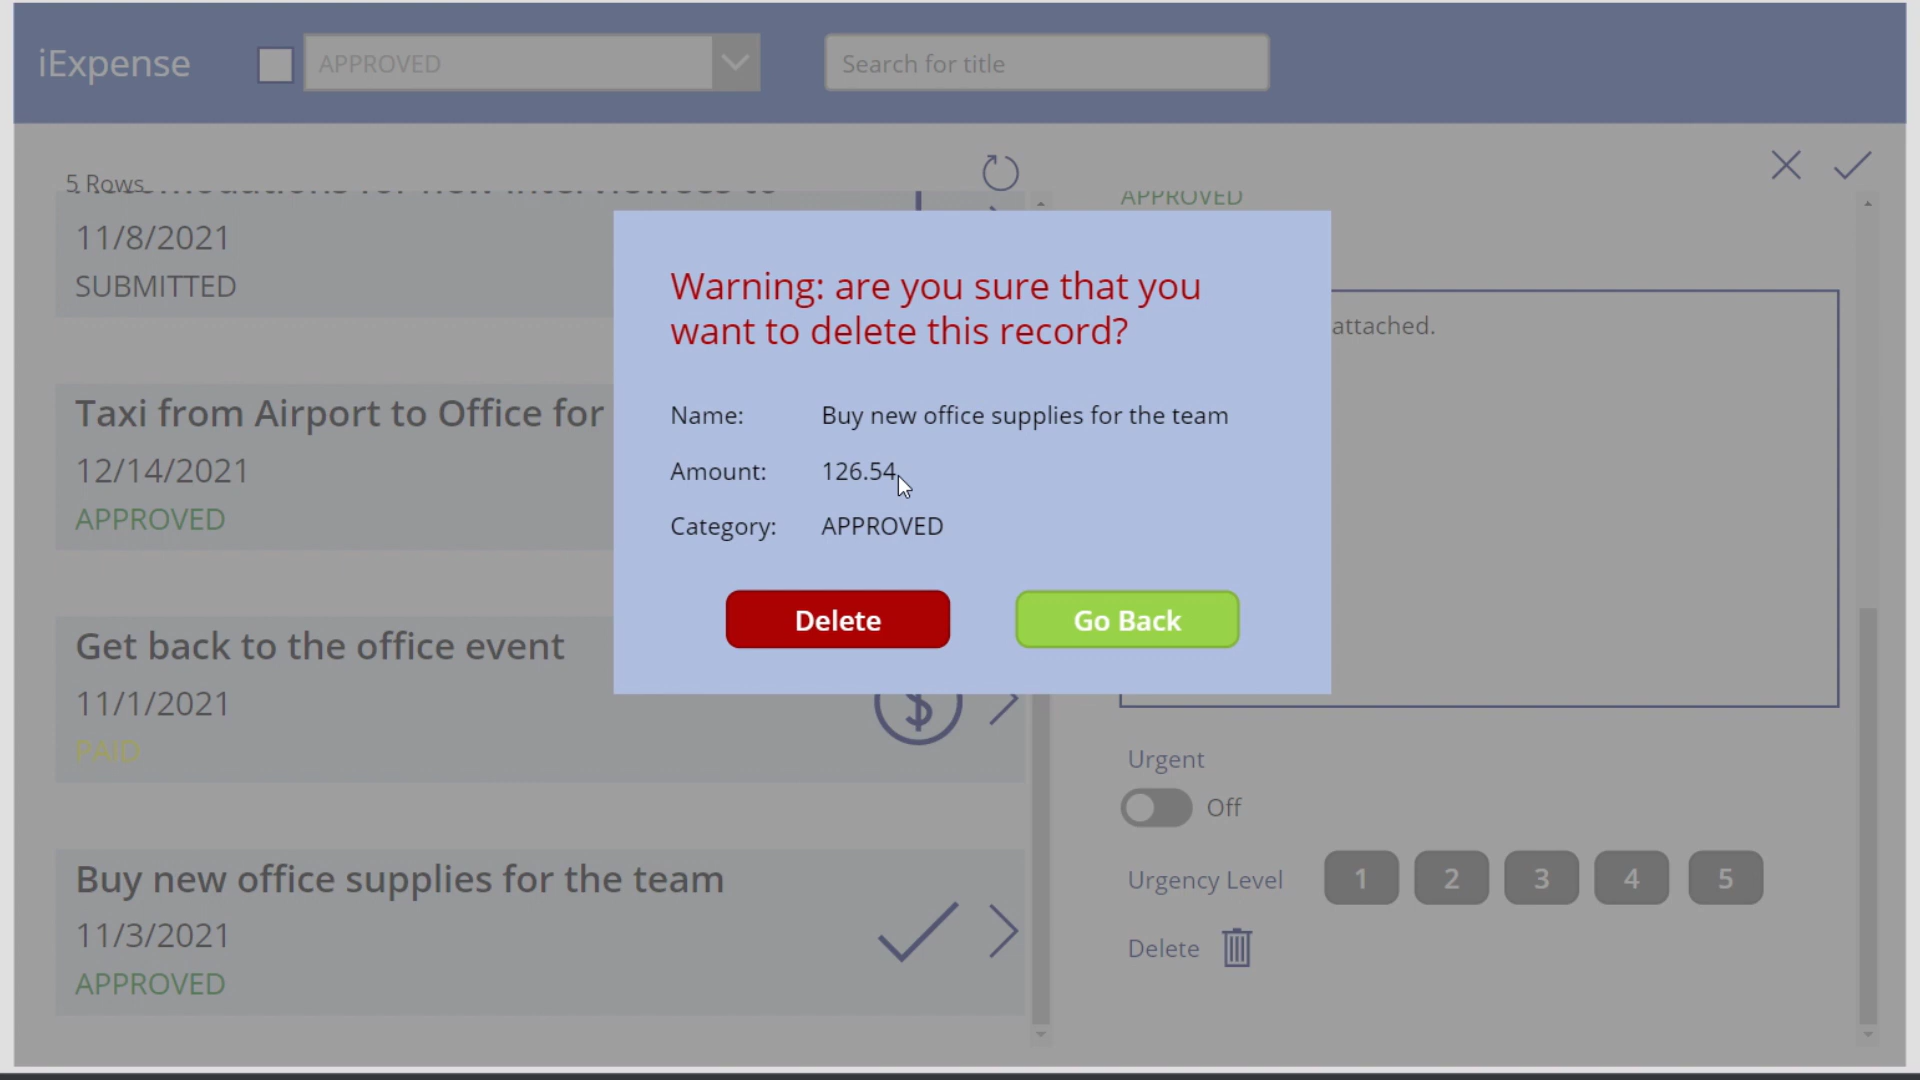 iExpense
APPROVED
Search for title
5 Rows
11/8/2021
SUBMITTED
Taxi from Airport to Office for
12/14/2021
APPROVED
Get back to the office event
11/1/2021
PAID
$
Buy new office supplies for the team
11/3/2021
APPROVED
Warning: are you sure that you
want to delete this record?
Name: Buy new office supplies for the team
Amount: 126.54
Category: APPROVED
Delete Go Back
APPROVED
attached.
Urgent
Off
Urgency Level 1 2 3 4 5
Delete